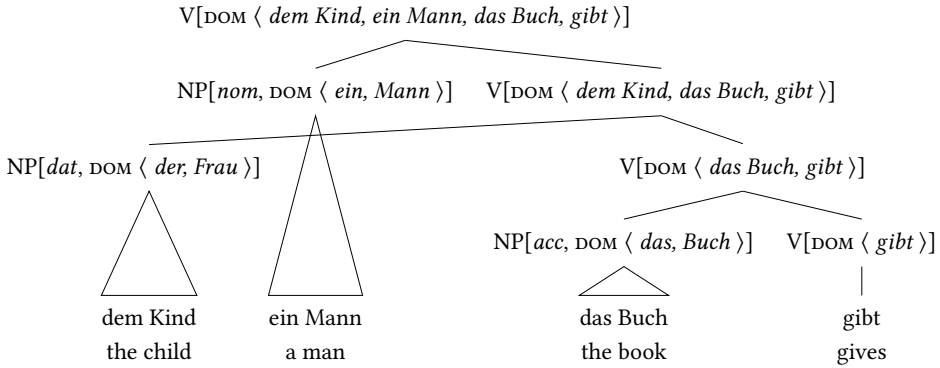 V[DOM ⟨ dem Kind, ein Mann, das Buch, gibt ⟩]
NP[nom, DOM ⟨ ein, Mann ⟩] V[DOM ⟨ dem Kind, das Buch, gibt ⟩]
NP[dat, DOM ⟨ der, Frau ⟩] V[DOM ⟨ das Buch, gibt ⟩]
NP[acc, DOM ⟨ das, Buch ⟩] V[DOM ⟨ gibt ⟩]
dem Kind ein Mann das Buch gibt
the child a man the book gives